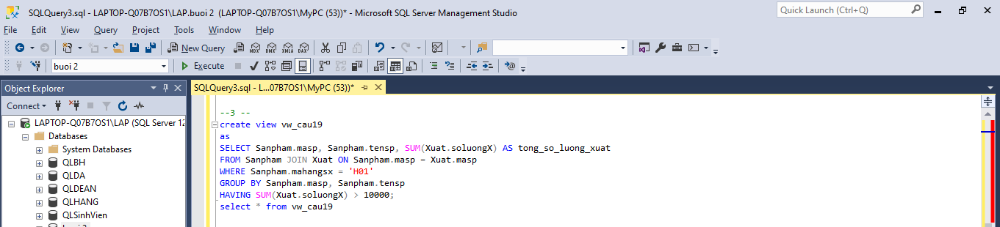 SQLQuery3.sql - LAPTOP-Q07B7OS1\LAP.buoi 2 (LAPTOP-Q07B7OS1\MyPC (53))* - Microsoft SQL Server Management Studio
Quick Launch (Ctrl+Q)
File Edit View Query Project Tools Window Help
New Query MDX DMX XMLA DAX
buoi 2 Execute
Object Explorer
SQLQuery3.sql - L...07B7OS1\MyPC (53))*
Connect
LAPTOP-Q07B7OS1\LAP (SQL Server 12
Databases
System Databases
QLBH
QLDA
QLDEAN
QLHANG
QLSinhVien
--3 --
create view vw_cau19
as
SELECT Sanpham.masp, Sanpham.tensp, SUM(Xuat.soluongX) AS tong_so_luong_xuat
FROM Sanpham JOIN Xuat ON Sanpham.masp = Xuat.masp
WHERE Sanpham.mahangsx = 'H01'
GROUP BY Sanpham.masp, Sanpham.tensp
HAVING SUM(Xuat.soluongX) > 10000;
select * from vw_cau19